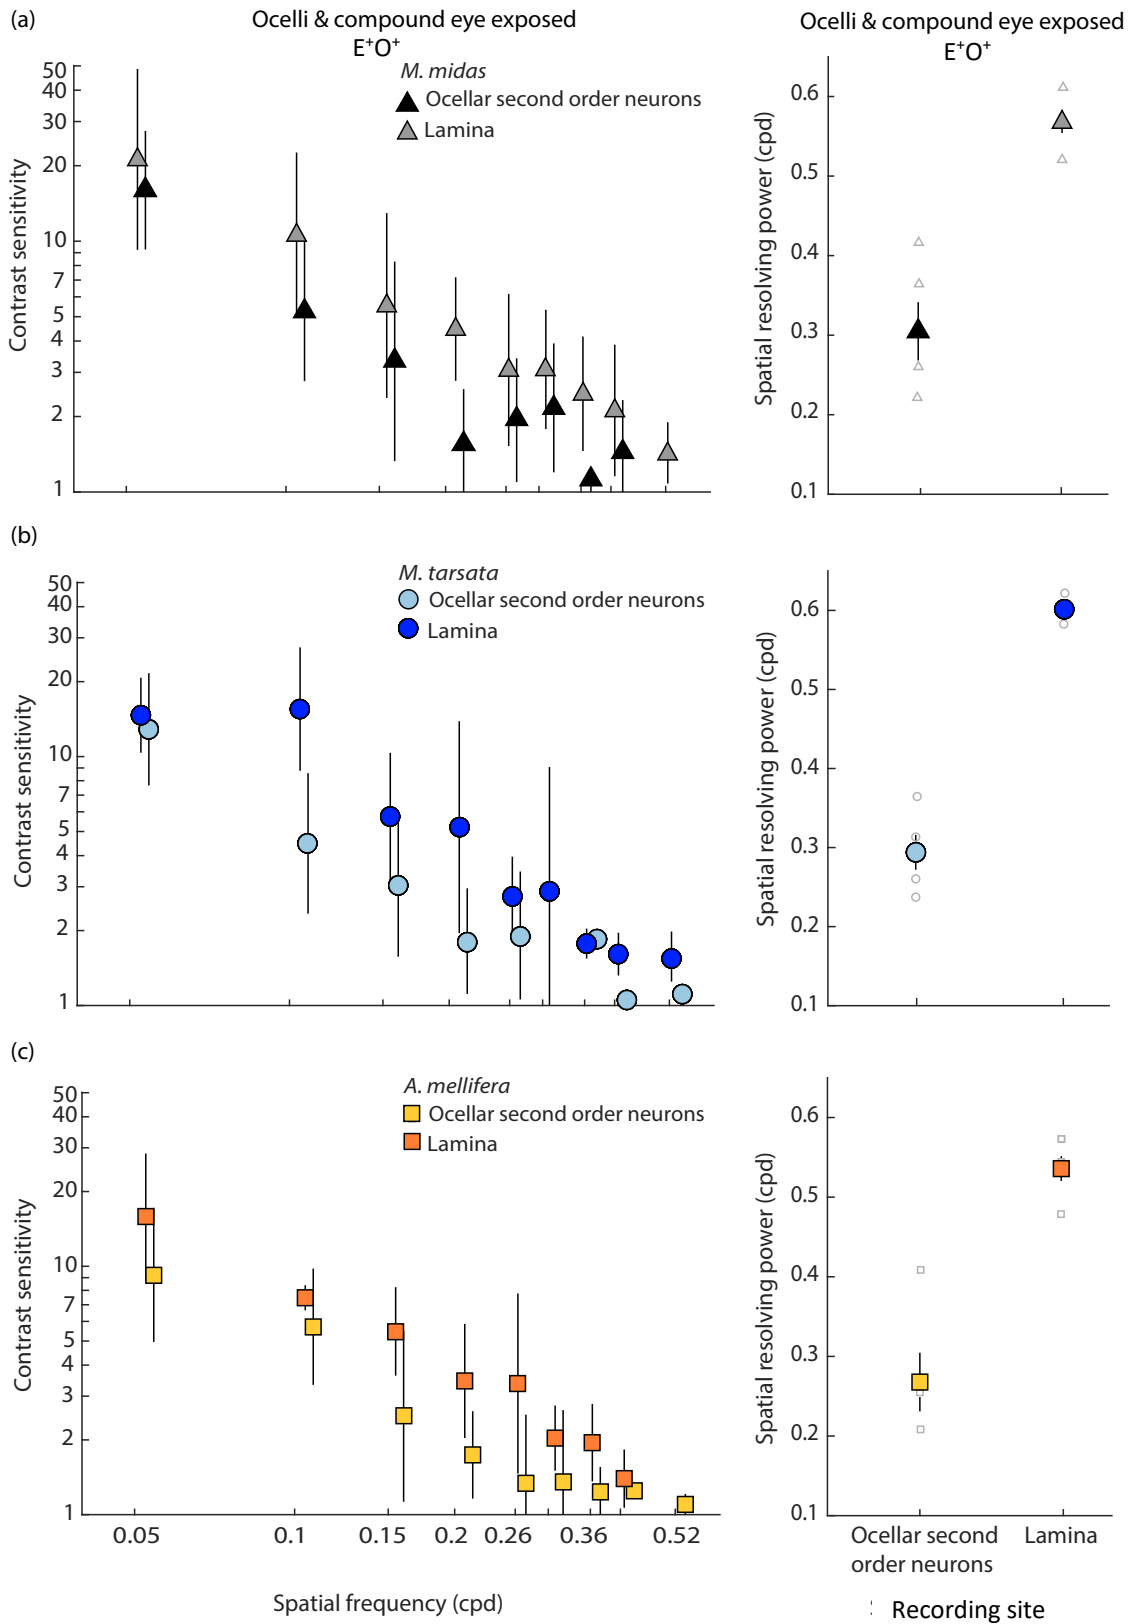 (a)
Ocelli & compound eye exposed
E⁺O⁺
M. midas
Ocellar second order neurons
Lamina
Contrast sensitivity
50
40
30
20
10
7
5
4
3
2
1
Ocelli & compound eye exposed
E⁺O⁺
Spatial resolving power (cpd)
0.6
0.5
0.4
0.3
0.2
0.1
(b)
M. tarsata
Ocellar second order neurons
Lamina
Contrast sensitivity
50
40
30
20
10
7
5
4
3
2
1
Spatial resolving power (cpd)
0.6
0.5
0.4
0.3
0.2
0.1
(c)
A. mellifera
Ocellar second order neurons
Lamina
Contrast sensitivity
50
40
30
20
10
7
5
4
3
2
1
0.05 0.1 0.15 0.2 0.26 0.36 0.52
Spatial frequency (cpd)
Spatial resolving power (cpd)
0.6
0.5
0.4
0.3
0.2
0.1
Ocellar second Lamina
order neurons
Recording site